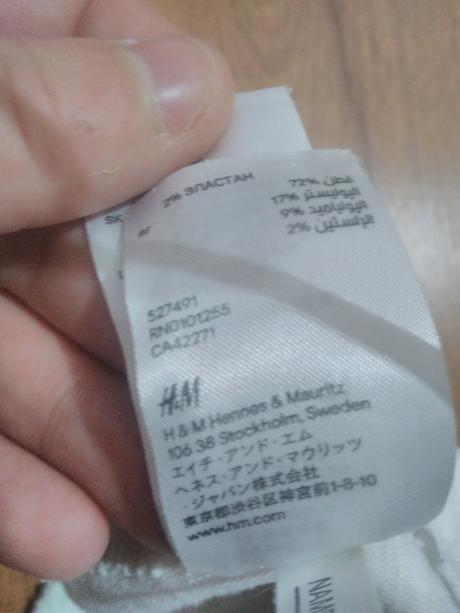 SK
2% ЭЛАСТАН
قطن 72%
البوليستر 17%
البولياميد 9%
الإلاستين 2%
527491
RN0101255
CA42271
H&M
H & M Hennes & Mauritz
106 38 Stockholm, Sweden
エイチ・アンド・エム
ヘネス・アンド・マウリッツ
・ジャパン株式会社
東京都渋谷区神宮前1-8-10
www.hm.com